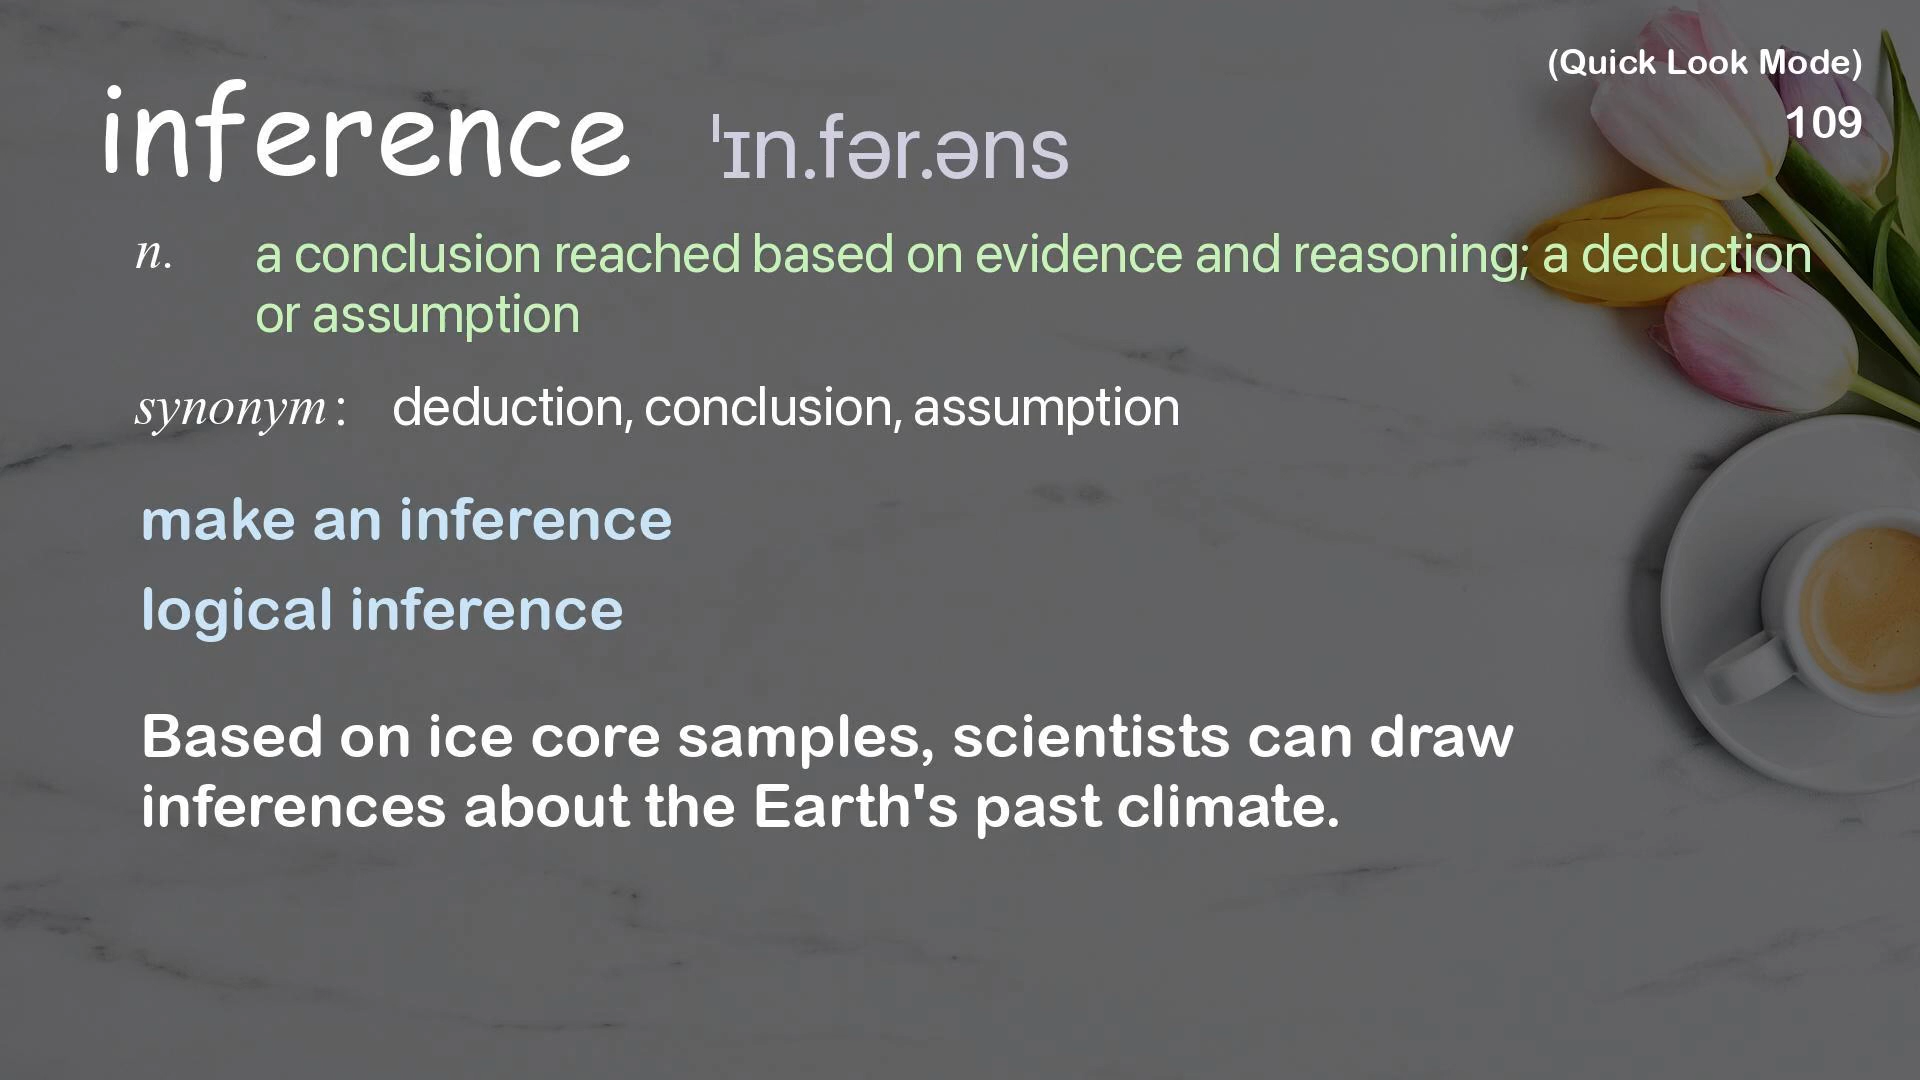 (Quick Look Mode)
109
inference ˈɪn.fər.əns
n. a conclusion reached based on evidence and reasoning; a deduction
or assumption
synonym: deduction, conclusion, assumption
make an inference
logical inference
Based on ice core samples, scientists can draw
inferences about the Earth's past climate.